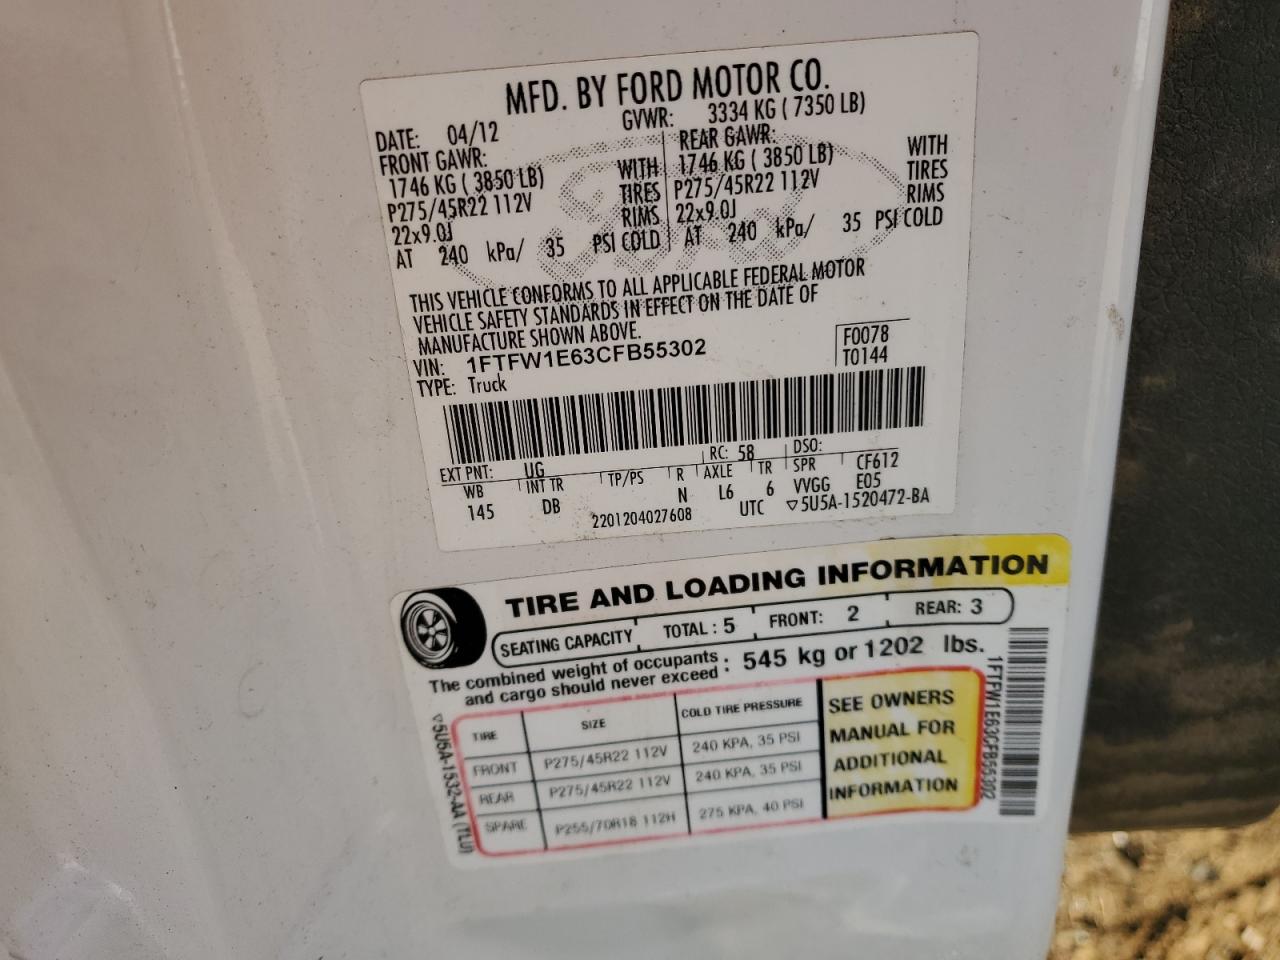 MFD. BY FORD MOTOR CO.
DATE: 04/12 GVWR: 3334 KG ( 7350 LB)
FRONT GAWR: REAR GAWR:
1746 KG ( 3850 LB) WITH 1746 KG ( 3850 LB) WITH
P275/45R22 112V TIRES P275/45R22 112V TIRES
22x9.0J RIMS 22x9.0J RIMS
AT 240 kPa/ 35 PSI COLD AT 240 kPa/ 35 PSI COLD
THIS VEHICLE CONFORMS TO ALL APPLICABLE FEDERAL MOTOR
VEHICLE SAFETY STANDARDS IN EFFECT ON THE DATE OF
MANUFACTURE SHOWN ABOVE.
VIN: 1FTFW1E63CFB55302 F0078
TYPE: Truck T0144
EXT PNT: UG RC: 58 DSO:
WB INT TR TP/PS R AXLE TR SPR CF612
145 DB N L6 6 VVGG E05
2201204027608 UTC ▽5U5A-1520472-BA
TIRE AND LOADING INFORMATION
SEATING CAPACITY TOTAL : 5 FRONT: 2 REAR: 3
The combined weight of occupants
and cargo should never exceed : 545 kg or 1202 lbs.
TIRE SIZE COLD TIRE PRESSURE
FRONT P275/45R22 112V 240 KPA, 35 PSI
REAR P275/45R22 112V 240 KPA, 35 PSI
SPARE P255/70R18 112H 275 KPA, 40 PSI
SEE OWNERS
MANUAL FOR
ADDITIONAL
INFORMATION
▽5U5A-1532-AA (TLU)
1FTFW1E63CFB55302